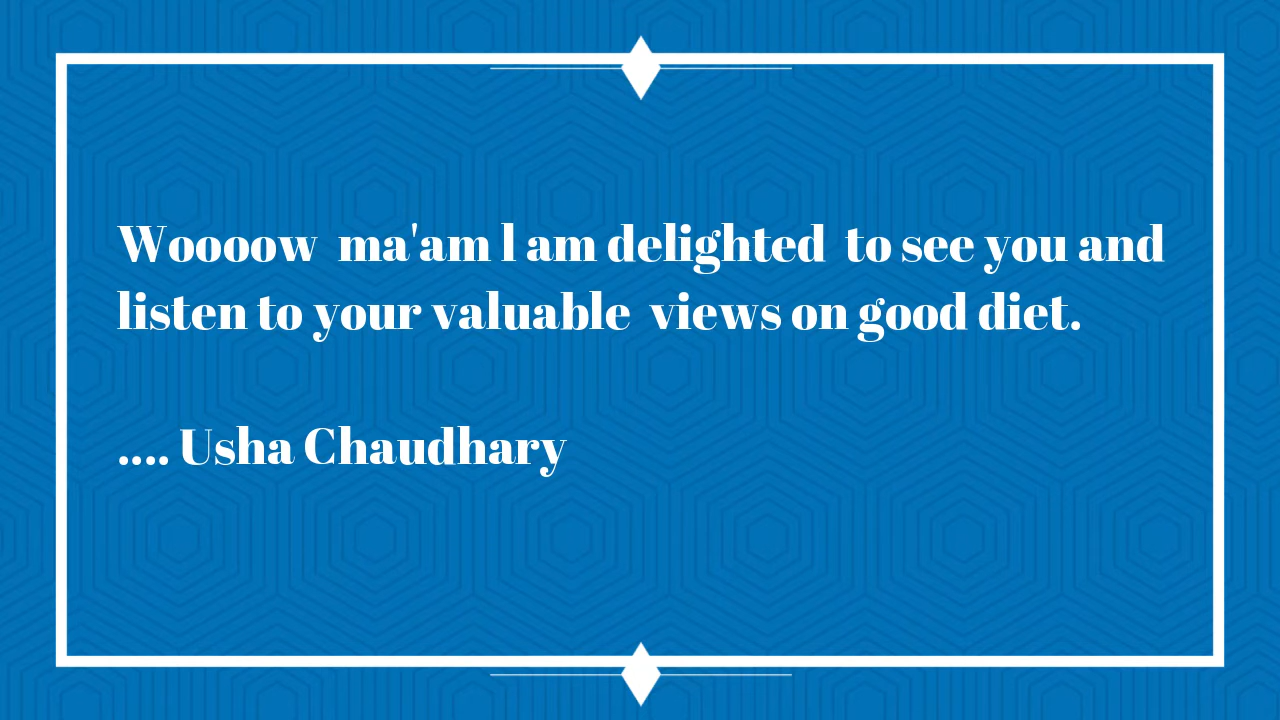 Woooow ma'am l am delighted to see you and
listen to your valuable views on good diet.
.... Usha Chaudhary